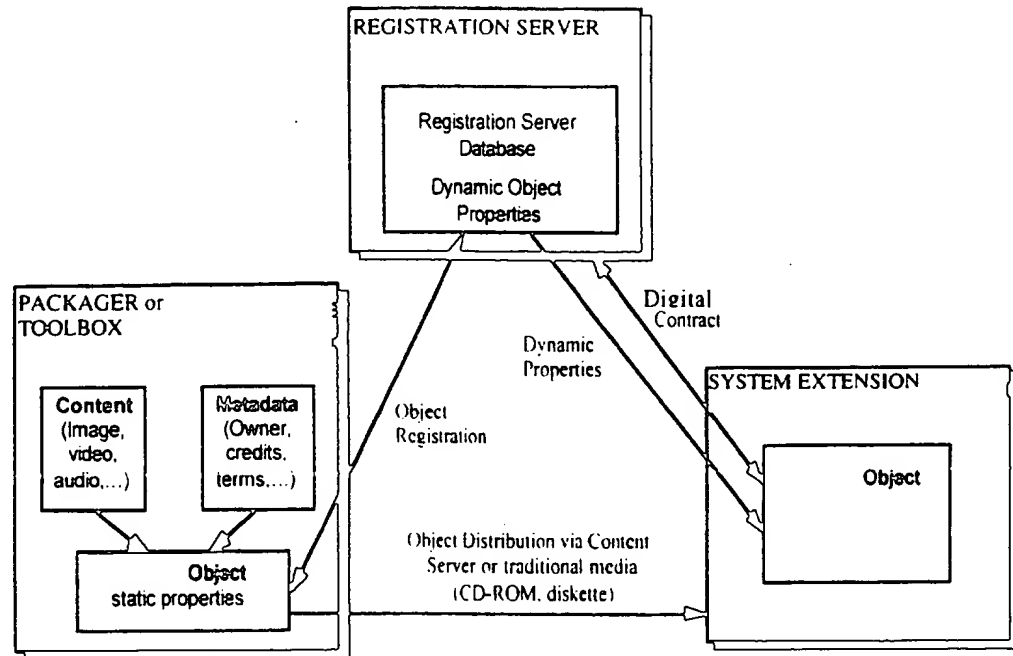 REGISTRATION SERVER
Registration Server
Database
Dynamic Object
Properties
PACKAGER or
TOOLBOX
Content
(Image,
video,
audio,...)
Metadada
(Owner,
credits,
terms,...)
Object
static properties
Object
Registration
Dynamic
Properties
Digital
Contract
SYSTEM EXTENSION
Object
Object Distribution via Content
Server or traditional media
(CD-ROM, diskette)